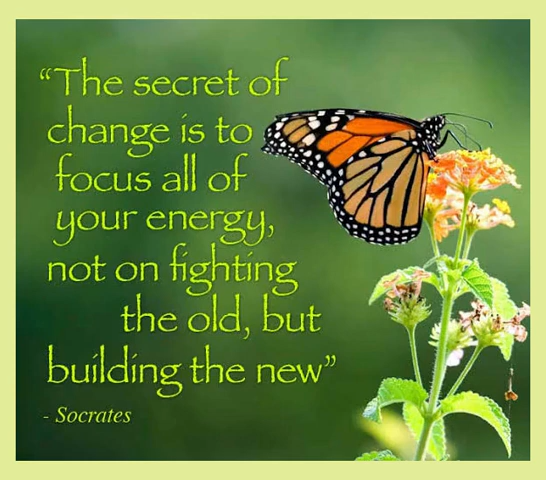 “The secret of
change is to
focus all of
your energy,
not on fighting
the old, but
building the new”
- Socrates